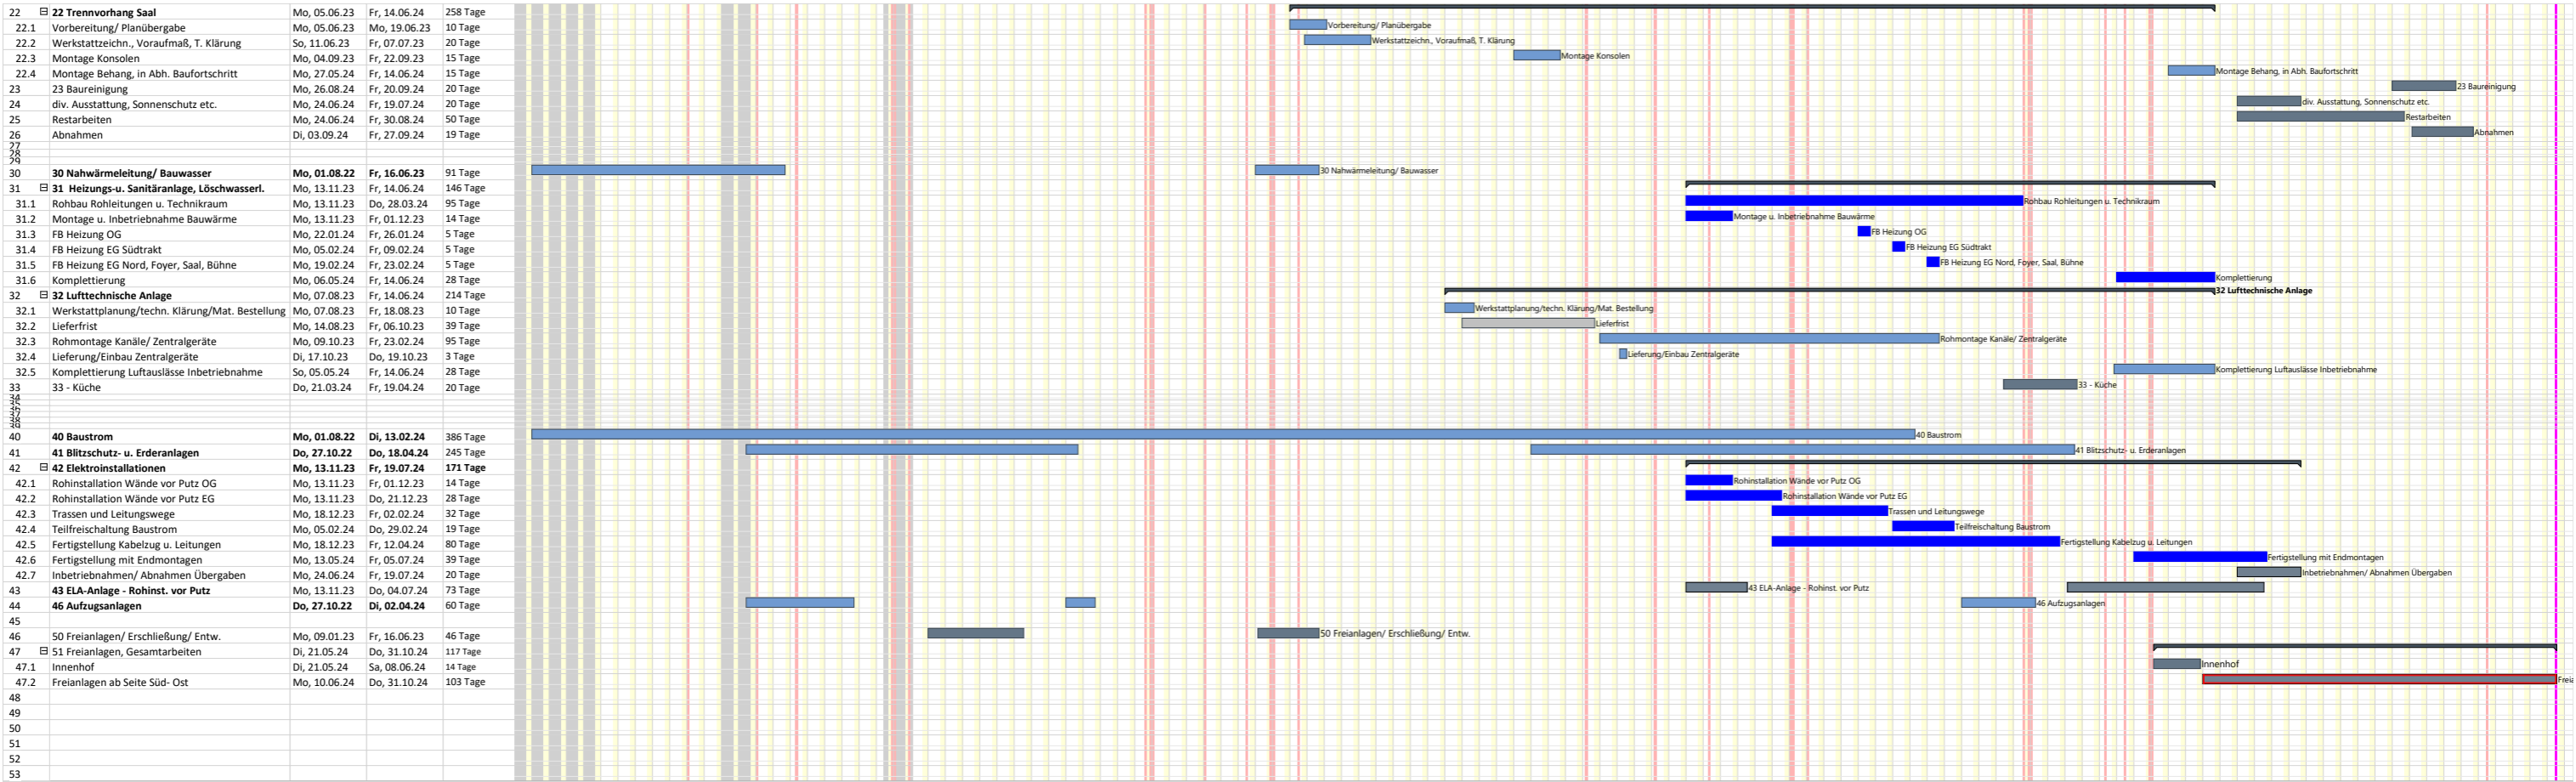 22 ⊟ 22 Trennvorhang Saal Mo, 05.06.23 Fr, 14.06.24 258 Tage
22.1 Vorbereitung/ Planübergabe Mo, 05.06.23 Mo, 19.06.23 10 Tage Vorbereitung/ Planübergabe
22.2 Werkstattzeichn., Voraufmaß, T. Klärung So, 11.06.23 Fr, 07.07.23 20 Tage Werkstattzeichn., Voraufmaß, T. Klärung
22.3 Montage Konsolen Mo, 04.09.23 Fr, 22.09.23 15 Tage Montage Konsolen
22.4 Montage Behang, in Abh. Baufortschritt Mo, 27.05.24 Fr, 14.06.24 15 Tage Montage Behang, in Abh. Baufortschritt
23 23 Baureinigung Mo, 26.08.24 Fr, 20.09.24 20 Tage 23 Baureinigung
24 div. Ausstattung, Sonnenschutz etc. Mo, 24.06.24 Fr, 19.07.24 20 Tage div. Ausstattung, Sonnenschutz etc.
25 Restarbeiten Mo, 24.06.24 Fr, 30.08.24 50 Tage Restarbeiten
26 Abnahmen Di, 03.09.24 Fr, 27.09.24 19 Tage Abnahmen
27
28
29
30 30 Nahwärmeleitung/ Bauwasser Mo, 01.08.22 Fr, 16.06.23 91 Tage 30 Nahwärmeleitung/ Bauwasser
31 ⊟ 31 Heizungs-u. Sanitäranlage, Löschwasserl. Mo, 13.11.23 Fr, 14.06.24 146 Tage
31.1 Rohbau Rohleitungen u. Technikraum Mo, 13.11.23 Do, 28.03.24 95 Tage Rohbau Rohleitungen u. Technikraum
31.2 Montage u. Inbetriebnahme Bauwärme Mo, 13.11.23 Fr, 01.12.23 14 Tage Montage u. Inbetriebnahme Bauwärme
31.3 FB Heizung OG Mo, 22.01.24 Fr, 26.01.24 5 Tage FB Heizung OG
31.4 FB Heizung EG Südtrakt Mo, 05.02.24 Fr, 09.02.24 5 Tage FB Heizung EG Südtrakt
31.5 FB Heizung EG Nord, Foyer, Saal, Bühne Mo, 19.02.24 Fr, 23.02.24 5 Tage FB Heizung EG Nord, Foyer, Saal, Bühne
31.6 Komplettierung Mo, 06.05.24 Fr, 14.06.24 28 Tage Komplettierung
32 ⊟ 32 Lufttechnische Anlage Mo, 07.08.23 Fr, 14.06.24 214 Tage 32 Lufttechnische Anlage
32.1 Werkstattplanung/techn. Klärung/Mat. Bestellung Mo, 07.08.23 Fr, 18.08.23 10 Tage Werkstattplanung/techn. Klärung/Mat. Bestellung
32.2 Lieferfrist Mo, 14.08.23 Fr, 06.10.23 39 Tage Lieferfrist
32.3 Rohmontage Kanäle/ Zentralgeräte Mo, 09.10.23 Fr, 23.02.24 95 Tage Rohmontage Kanäle/ Zentralgeräte
32.4 Lieferung/Einbau Zentralgeräte Di, 17.10.23 Do, 19.10.23 3 Tage Lieferung/Einbau Zentralgeräte
32.5 Komplettierung Luftauslässe Inbetriebnahme So, 05.05.24 Fr, 14.06.24 28 Tage Komplettierung Luftauslässe Inbetriebnahme
33 33 - Küche Do, 21.03.24 Fr, 19.04.24 20 Tage 33 - Küche
40 40 Baustrom Mo, 01.08.22 Di, 13.02.24 386 Tage 40 Baustrom
41 41 Blitzschutz- u. Erderanlagen Do, 27.10.22 Do, 18.04.24 245 Tage 41 Blitzschutz- u. Erderanlagen
42 ⊟ 42 Elektroinstallationen Mo, 13.11.23 Fr, 19.07.24 171 Tage
42.1 Rohinstallation Wände vor Putz OG Mo, 13.11.23 Fr, 01.12.23 14 Tage Rohinstallation Wände vor Putz OG
42.2 Rohinstallation Wände vor Putz EG Mo, 13.11.23 Do, 21.12.23 28 Tage Rohinstallation Wände vor Putz EG
42.3 Trassen und Leitungswege Mo, 18.12.23 Fr, 02.02.24 32 Tage Trassen und Leitungswege
42.4 Teilfreischaltung Baustrom Mo, 05.02.24 Do, 29.02.24 19 Tage Teilfreischaltung Baustrom
42.5 Fertigstellung Kabelzug u. Leitungen Mo, 18.12.23 Fr, 12.04.24 80 Tage Fertigstellung Kabelzug u. Leitungen
42.6 Fertigstellung mit Endmontagen Mo, 13.05.24 Fr, 05.07.24 39 Tage Fertigstellung mit Endmontagen
42.7 Inbetriebnahmen/ Abnahmen Übergaben Mo, 24.06.24 Fr, 19.07.24 20 Tage Inbetriebnahmen/ Abnahmen Übergaben
43 43 ELA-Anlage - Rohinst. vor Putz Mo, 13.11.23 Do, 04.07.24 73 Tage 43 ELA-Anlage - Rohinst. vor Putz
44 46 Aufzugsanlagen Do, 27.10.22 Di, 02.04.24 60 Tage 46 Aufzugsanlagen
45
46 50 Freianlagen/ Erschließung/ Entw. Mo, 09.01.23 Fr, 16.06.23 46 Tage 50 Freianlagen/ Erschließung/ Entw.
47 ⊟ 51 Freianlagen, Gesamtarbeiten Di, 21.05.24 Do, 31.10.24 117 Tage
47.1 Innenhof Di, 21.05.24 Sa, 08.06.24 14 Tage Innenhof
47.2 Freianlagen ab Seite Süd- Ost Mo, 10.06.24 Do, 31.10.24 103 Tage
48
49
50
51
52
53